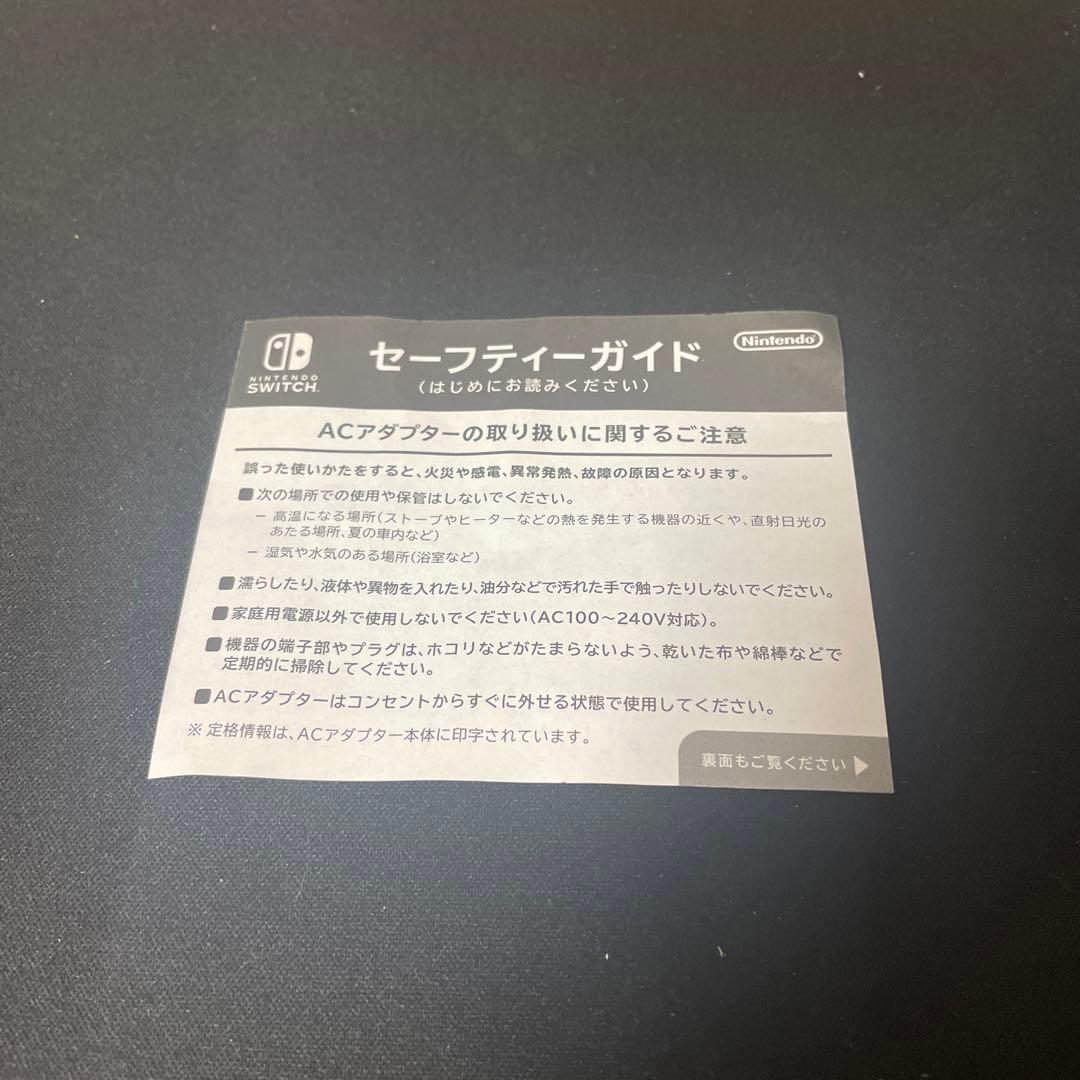 NINTENDO
SWITCH™
セーフティーガイド
Nintendo®
(はじめにお読みください)
ACアダプターの取り扱いに関するご注意
誤った使いかたをすると、火災や感電、異常発熱、故障の原因となります。
■次の場所での使用や保管はしないでください。
− 高温になる場所(ストーブやヒーターなどの熱を発生する機器の近くや、直射日光の
あたる場所、夏の車内など)
− 湿気や水気のある場所(浴室など)
■濡らしたり、液体や異物を入れたり、油分などで汚れた手で触ったりしないでください。
■家庭用電源以外で使用しないでください(AC100〜240V対応)。
■機器の端子部やプラグは、ホコリなどがたまらないよう、乾いた布や綿棒などで
定期的に掃除してください。
■ACアダプターはコンセントからすぐに外せる状態で使用してください。
※ 定格情報は、ACアダプター本体に印字されています。
裏面もご覧ください▶